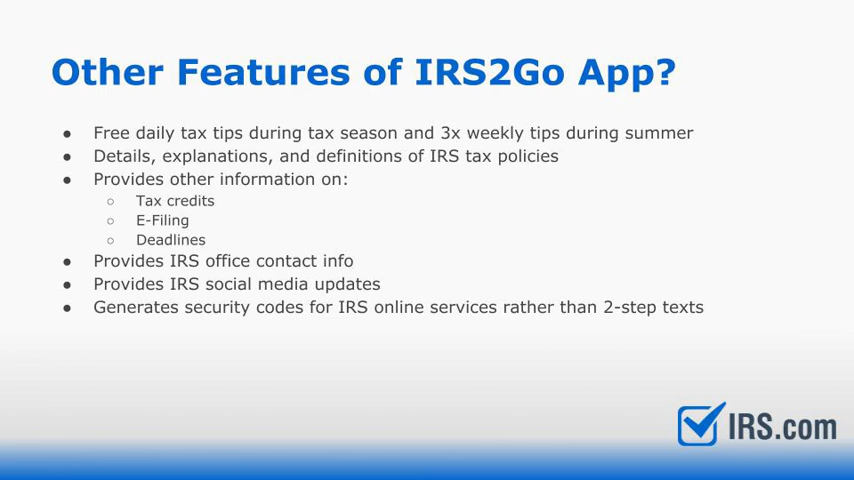 Other Features of IRS2Go App?
● Free daily tax tips during tax season and 3x weekly tips during summer
● Details, explanations, and definitions of IRS tax policies
● Provides other information on:
○ Tax credits
○ E-Filing
○ Deadlines
● Provides IRS office contact info
● Provides IRS social media updates
● Generates security codes for IRS online services rather than 2-step texts
IRS.com